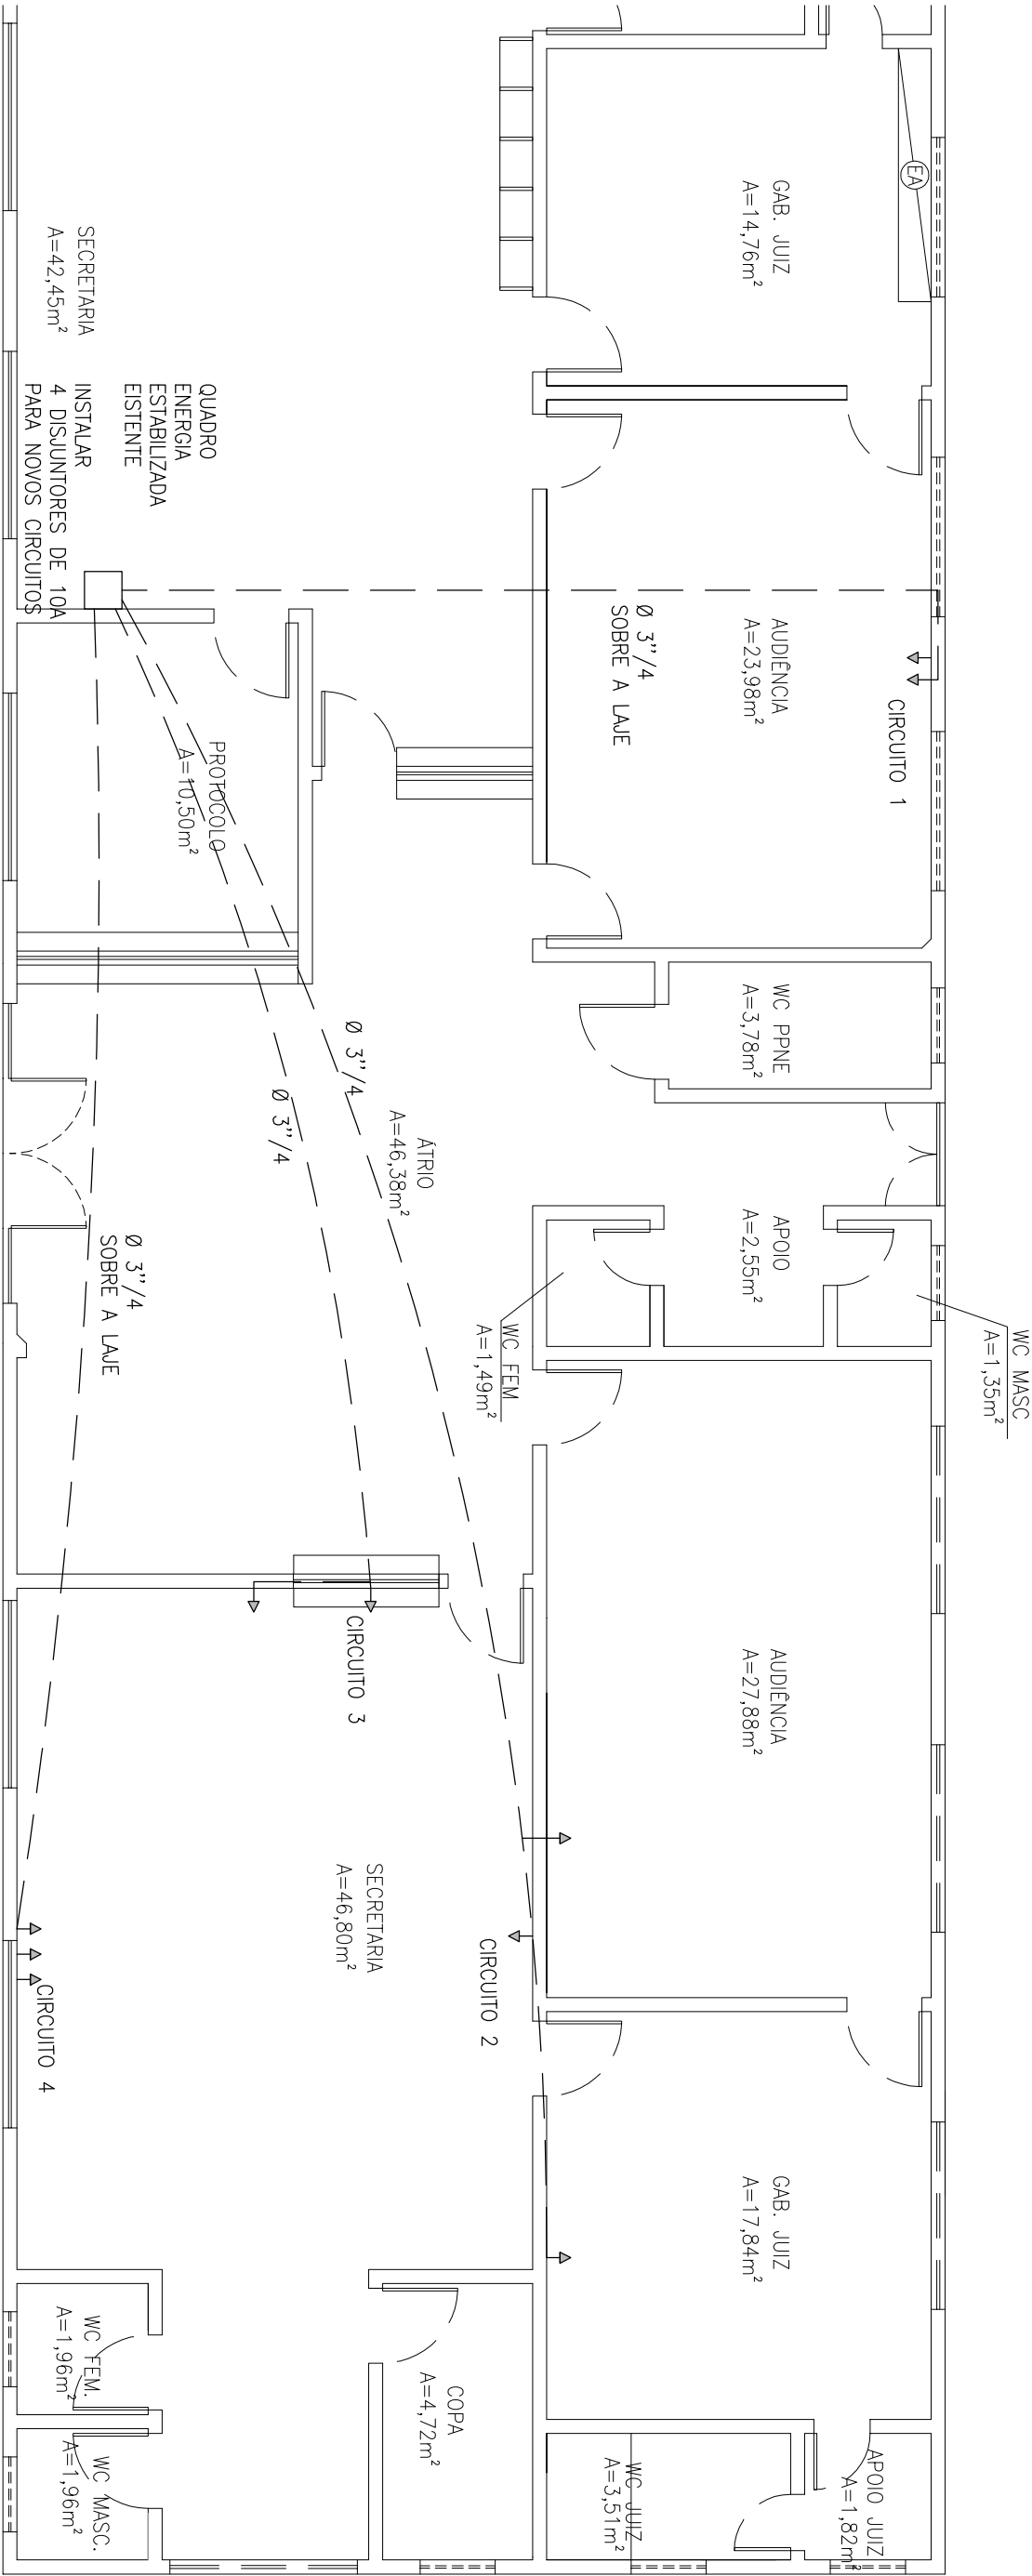 GAB. JUIZ
A=14,76m²
EA
SECRETARIA
A=42,45m²
QUADRO
ENERGIA
ESTABILIZADA
EISTENTE
INSTALAR
4 DISJUNTORES DE 10A
PARA NOVOS CIRCUITOS
AUDIÊNCIA
A=23,98m²
Ø 3"/4
SOBRE A LAJE
CIRCUITO 1
PROTOCOLO
A=10,50m²
WC PPNE
A=3,78m²
Ø 3"/4
Ø 3"/4
ÁTRIO
A=46,38m²
APOIO
A=2,55m²
WC MASC
A=1,35m²
WC FEM
A=1,49m²
Ø 3"/4
SOBRE A LAJE
AUDIÊNCIA
A=27,88m²
CIRCUITO 3
SECRETARIA
A=46,80m²
CIRCUITO 2
CIRCUITO 4
GAB. JUIZ
A=17,84m²
WC FEM.
A=1,96m²
WC MASC.
A=1,96m²
COPA
A=4,72m²
WC JUIZ
A=3,51m²
APOIO JUIZ
A=1,82m²